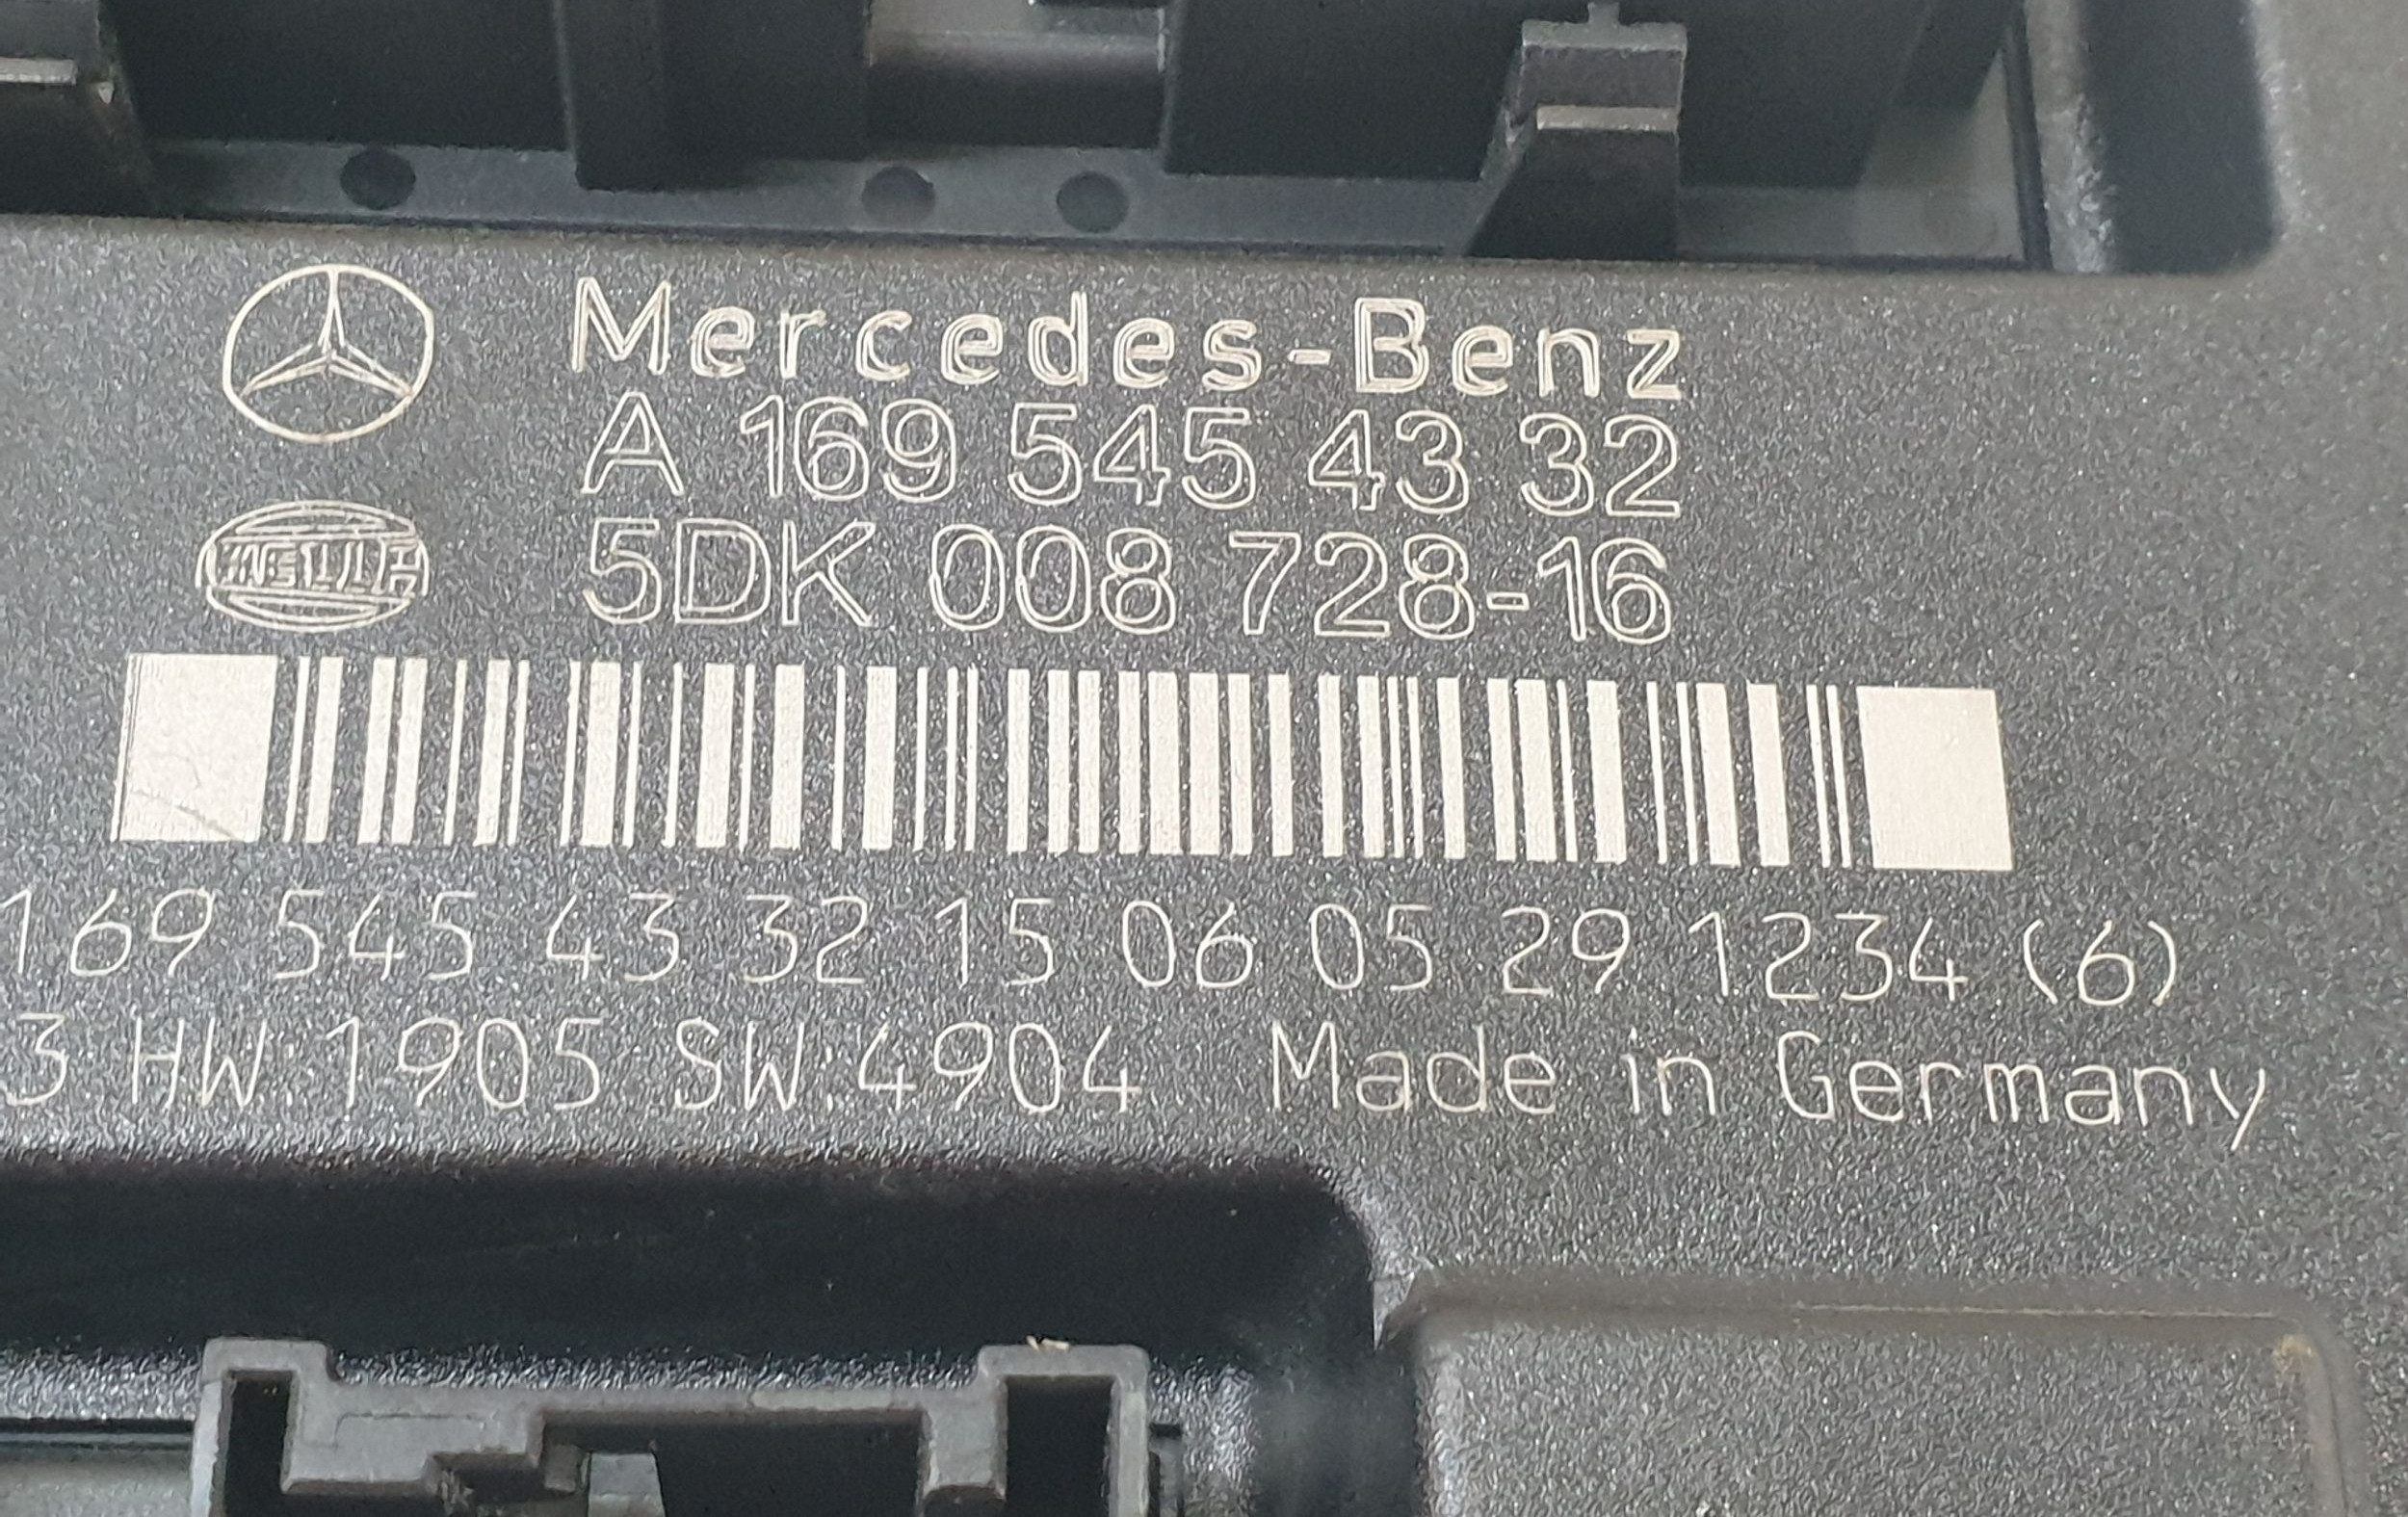 Mercedes-Benz
A 169 545 43 32
HELLA
5DK 008 728-16
169 545 43 32 15 06 05 29 1234 (6)
3 HW:1905 SW:4904 Made in Germany